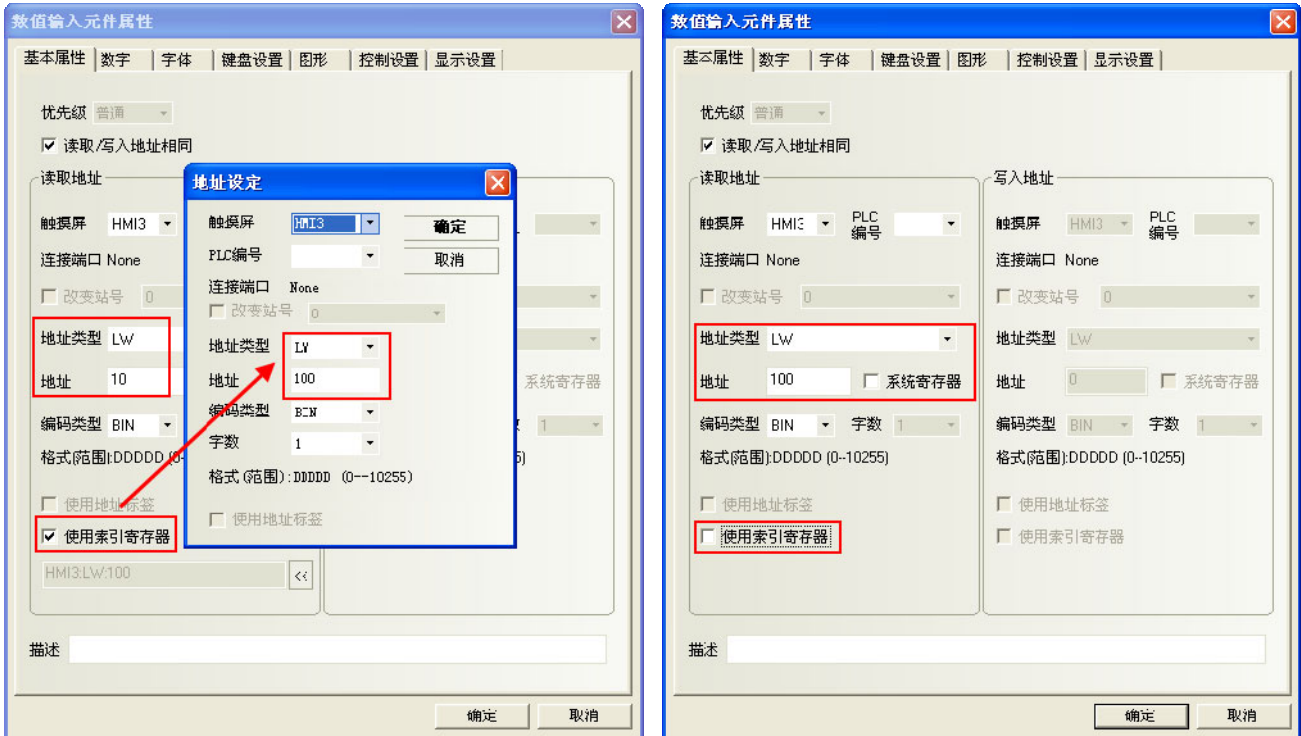 数值输入元件属性
基本属性 数字 字体 键盘设置 图形 控制设置 显示设置
优先级 普通
读取/写入地址相同
读取地址
触摸屏 HMI3
连接端口 None
改变站号 0
地址类型 LW
地址 10
系统寄存器
编码类型 BIN
1
格式(范围):DDDDD (0-
5)
使用地址标签
使用索引寄存器
HMI3:LW:100
<<
描述
确定 取消
地址设定
触摸屏 HMI3 确定
PLC编号 取消
连接端口 None
改变站号 0
地址类型 LW
地址 100
编码类型 BIN
字数 1
格式(范围):DDDDD (0--10255)
使用地址标签
数值输入元件属性
基本属性 数字 字体 键盘设置 图形 控制设置 显示设置
优先级 普通
读取/写入地址相同
读取地址
触摸屏 HMI3 PLC编号
连接端口 None
改变站号 0
地址类型 LW
地址 100 系统寄存器
编码类型 BIN 字数 1
格式(范围):DDDDD (0--10255)
使用地址标签
使用索引寄存器
写入地址
触摸屏 HMI3 PLC编号
连接端口 None
改变站号 0
地址类型 LW
地址 0 系统寄存器
编码类型 BIN 字数 1
格式(范围):DDDDD (0--10255)
使用地址标签
使用索引寄存器
描述
确定 取消